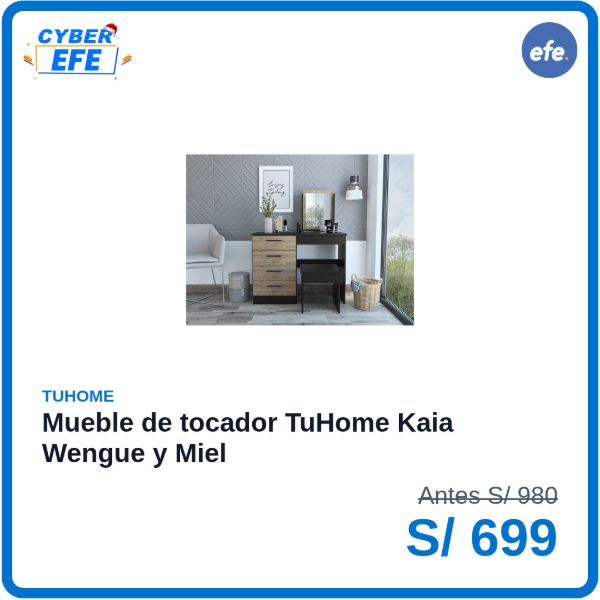 CYBER
EFE
efe.
TUHOME
Mueble de tocador TuHome Kaia
Wengue y Miel
Antes S/ 980
S/ 699